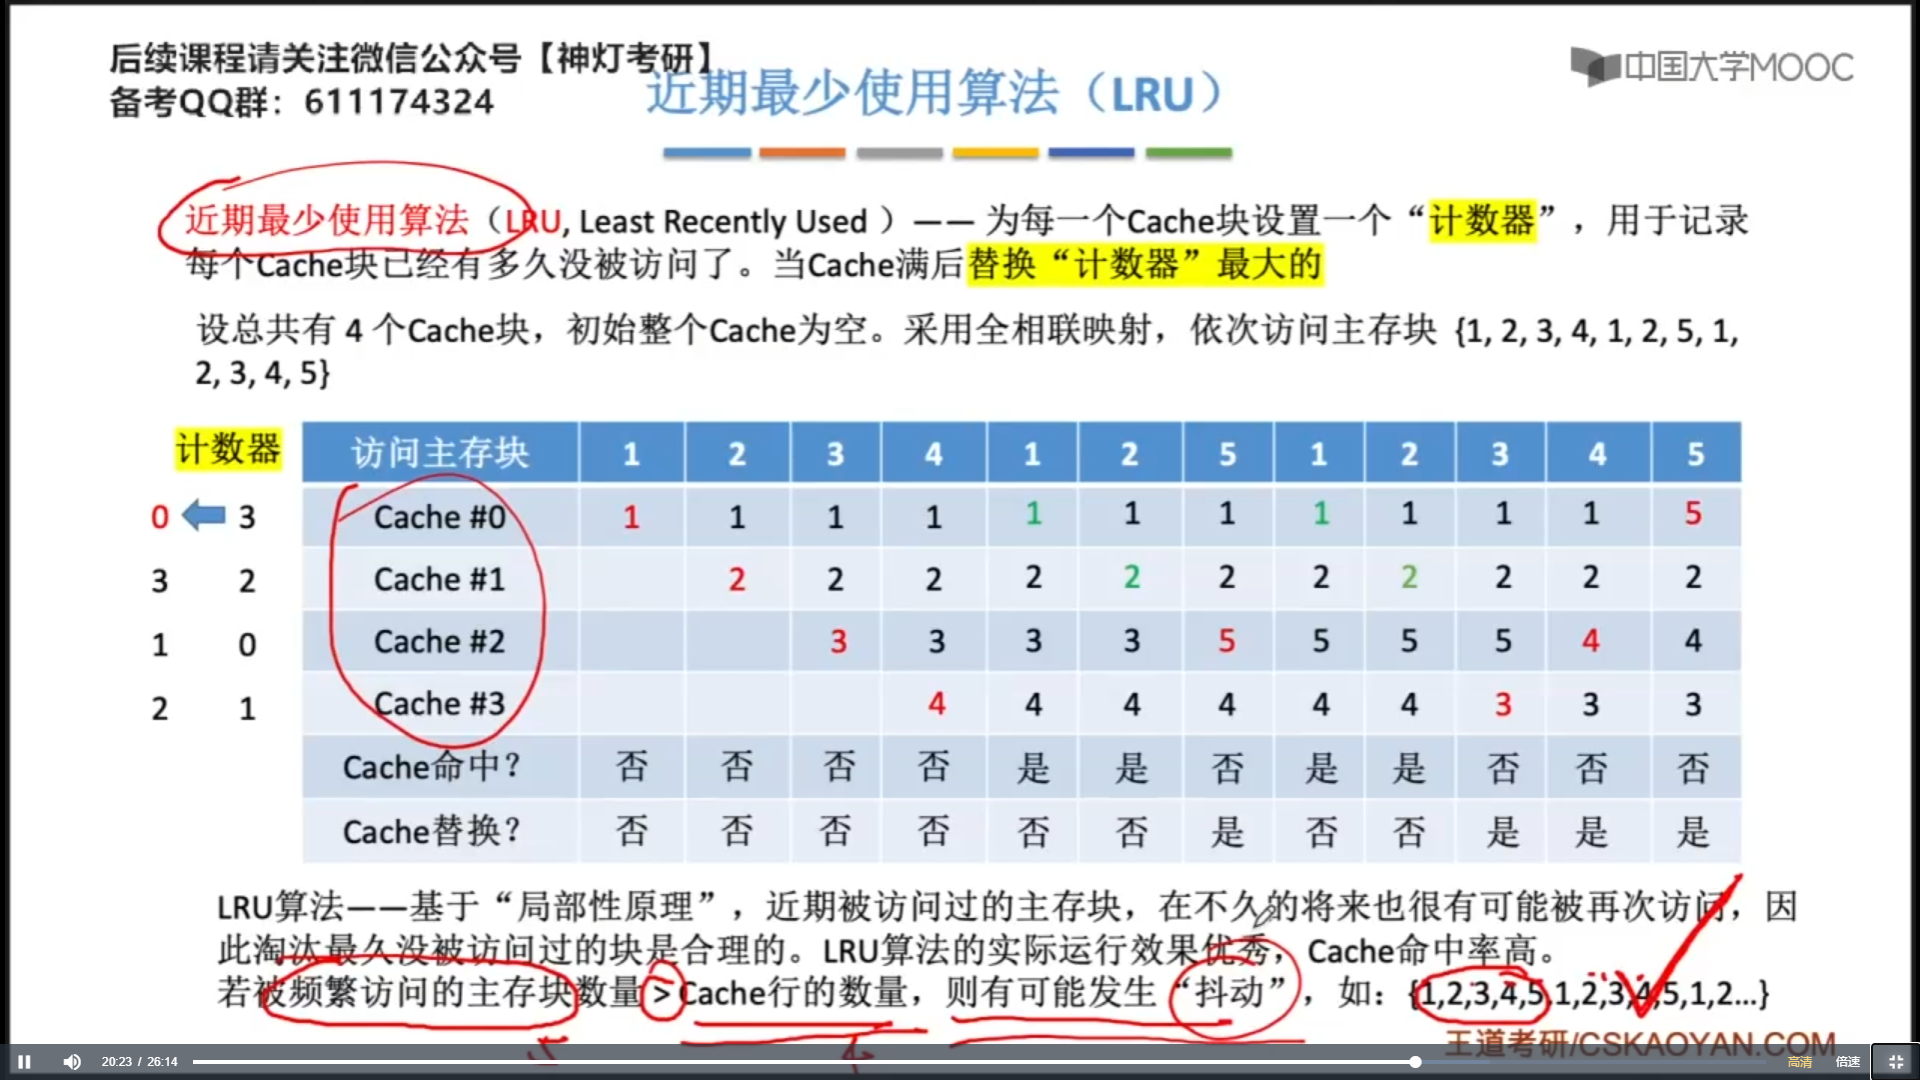 后续课程请关注微信公众号【神灯考研】
备考QQ群：611174324
中国大学MOOC
近期最少使用算法（LRU）
近期最少使用算法（LRU, Least Recently Used ）—— 为每一个Cache块设置一个“计数器”，用于记录
每个Cache块已经有多久没被访问了。当Cache满后替换“计数器”最大的
设总共有 4 个Cache块，初始整个Cache为空。采用全相联映射，依次访问主存块 {1, 2, 3, 4, 1, 2, 5, 1,
2, 3, 4, 5}
计数器 访问主存块 1 2 3 4 1 2 5 1 2 3 4 5
0 3 Cache #0 1 1 1 1 1 1 1 1 1 1 1 5
3 2 Cache #1 2 2 2 2 2 2 2 2 2 2 2
1 0 Cache #2 3 3 3 3 5 5 5 5 4 4
2 1 Cache #3 4 4 4 4 4 4 3 3 3
Cache命中？ 否 否 否 否 是 是 否 是 是 否 否 否
Cache替换？ 否 否 否 否 否 否 是 否 否 是 是 是
LRU算法——基于“局部性原理”，近期被访问过的主存块，在不久的将来也很有可能被再次访问，因
此淘汰最久没被访问过的块是合理的。LRU算法的实际运行效果优秀，Cache命中率高。
若被频繁访问的主存块数量 > Cache行的数量，则有可能发生“抖动”，如：{1,2,3,4,5,1,2,3,4,5,1,2...}
王道考研/CSKAOYAN.COM
20:23 / 26:14
高清 倍速